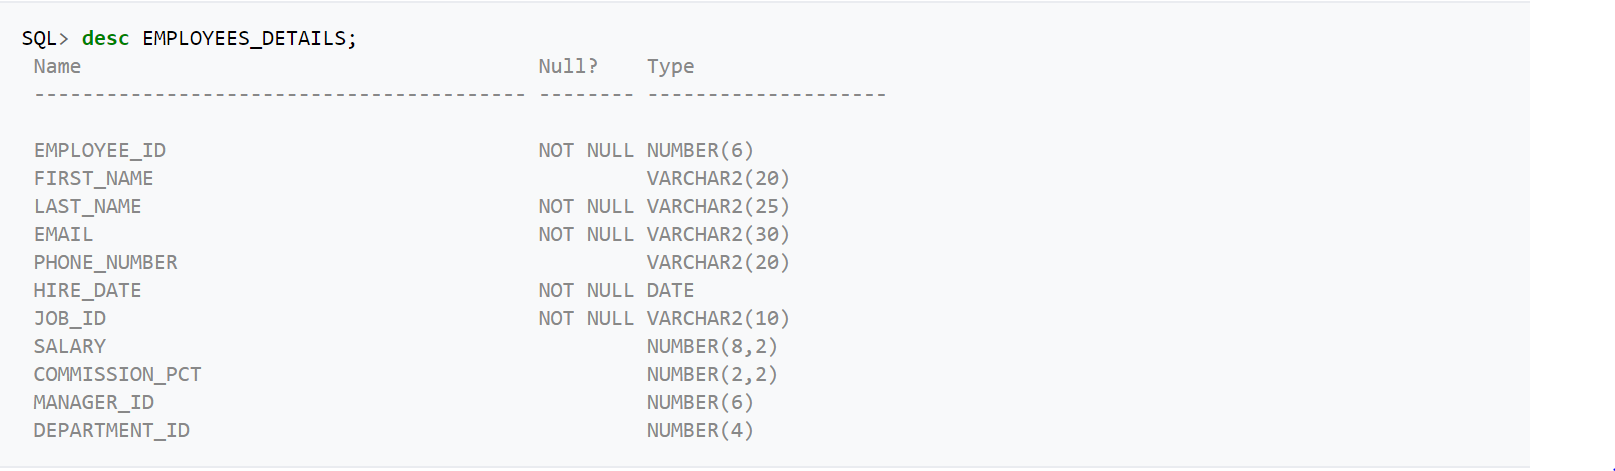 SQL> desc EMPLOYEES_DETAILS;
Name                                      Null?    Type
----------------------------------------- -------- --------------------
EMPLOYEE_ID                               NOT NULL NUMBER(6)
FIRST_NAME                                         VARCHAR2(20)
LAST_NAME                                 NOT NULL VARCHAR2(25)
EMAIL                                     NOT NULL VARCHAR2(30)
PHONE_NUMBER                                       VARCHAR2(20)
HIRE_DATE                                 NOT NULL DATE
JOB_ID                                    NOT NULL VARCHAR2(10)
SALARY                                             NUMBER(8,2)
COMMISSION_PCT                                     NUMBER(2,2)
MANAGER_ID                                         NUMBER(6)
DEPARTMENT_ID                                      NUMBER(4)